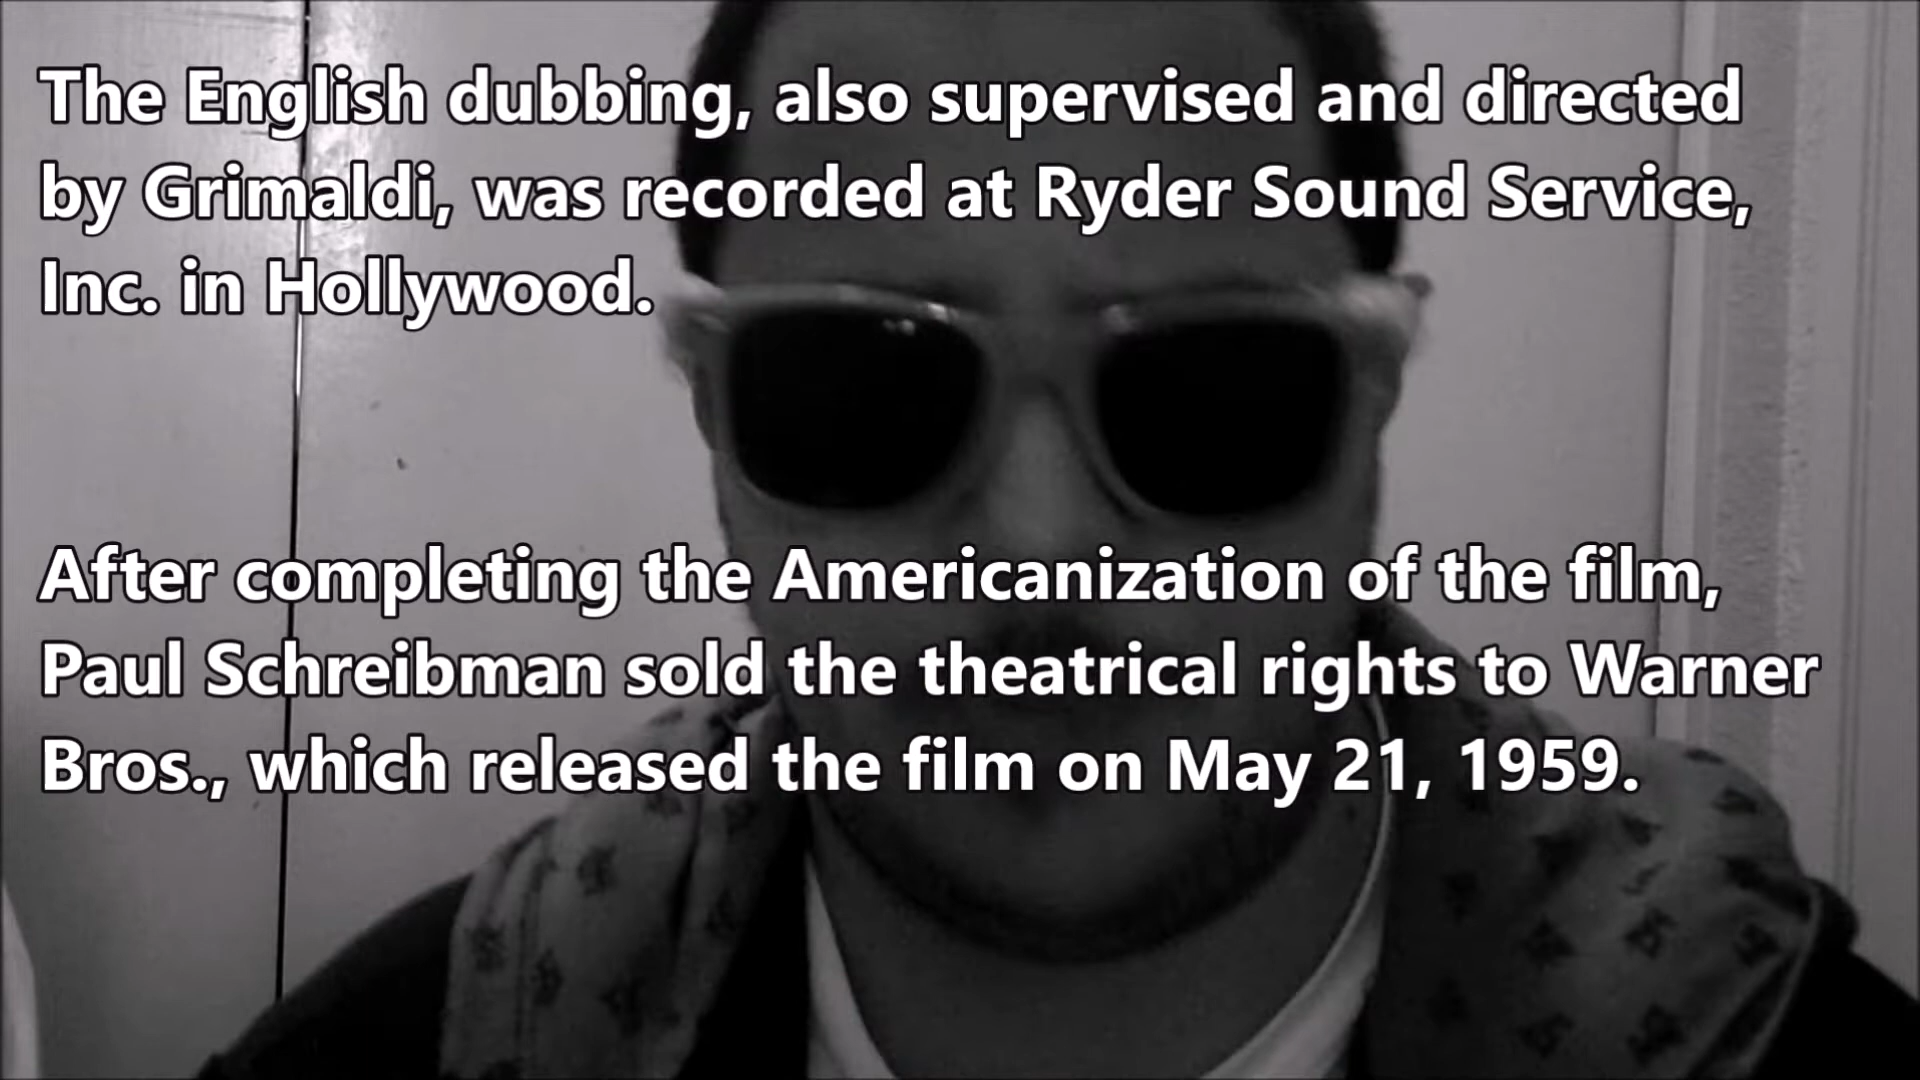 The English dubbing, also supervised and directed
by Grimaldi, was recorded at Ryder Sound Service,
Inc. in Hollywood.
After completing the Americanization of the film,
Paul Schreibman sold the theatrical rights to Warner
Bros., which released the film on May 21, 1959.